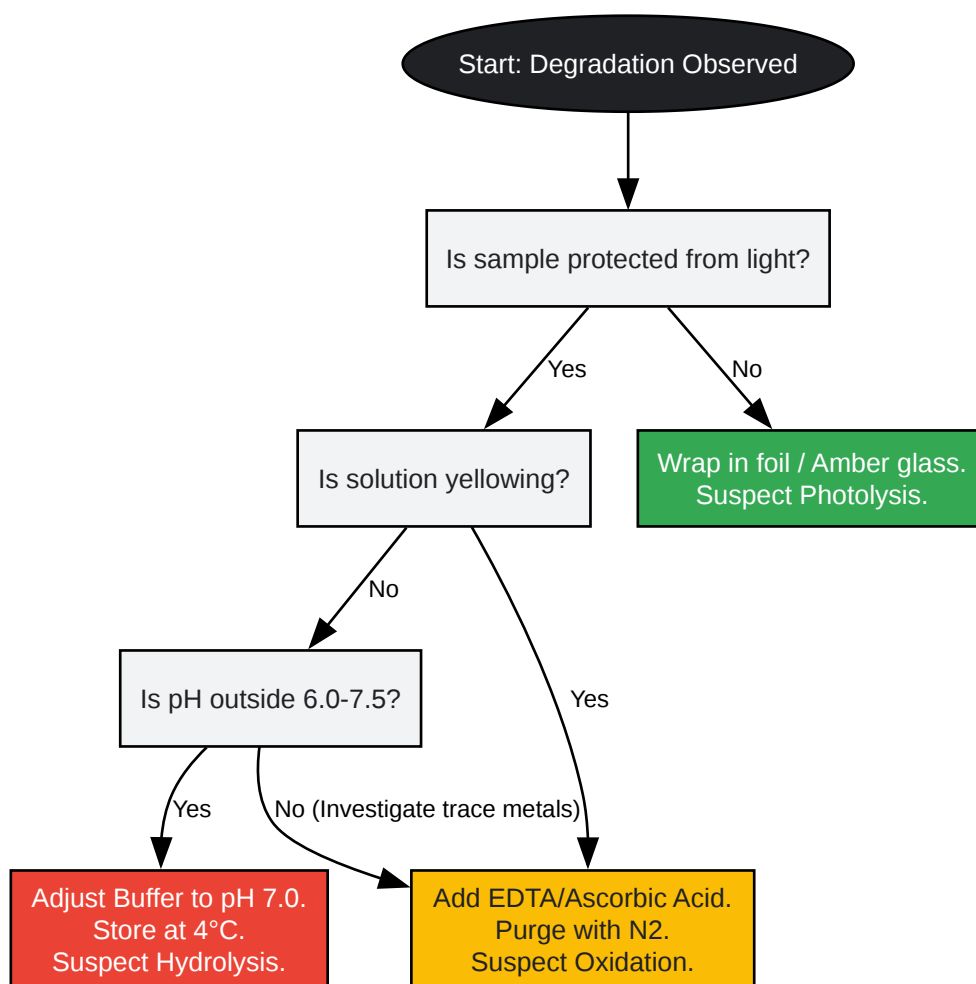 Start: Degradation Observed
Is sample protected from light?
Yes
No
Is solution yellowing?
Wrap in foil / Amber glass.
Suspect Photolysis.
No
Yes
Is pH outside 6.0-7.5?
Yes
No (Investigate trace metals)
Adjust Buffer to pH 7.0.
Store at 4°C.
Suspect Hydrolysis.
Add EDTA/Ascorbic Acid.
Purge with N2.
Suspect Oxidation.